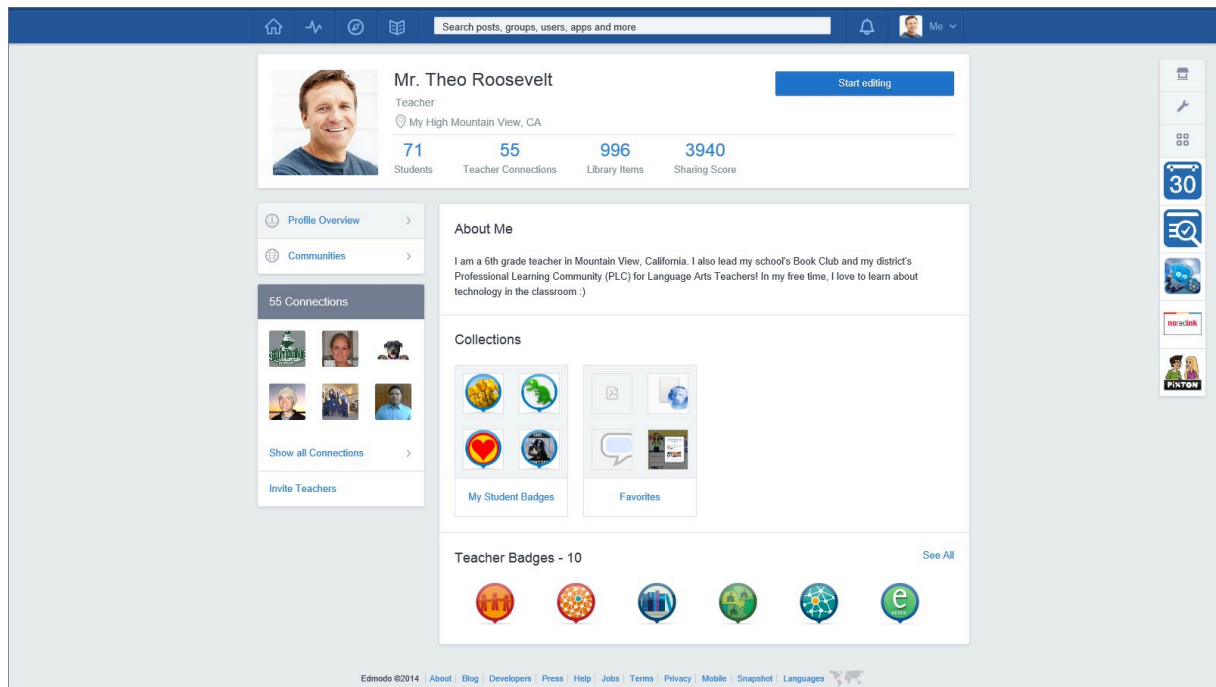 Search posts, groups, users, apps and more
Me
Mr. Theo Roosevelt
Start editing
Teacher
My High Mountain View, CA
71 55 996 3940
Students Teacher Connections Library Items Sharing Score
30
Profile Overview
Communities
About Me
I am a 6th grade teacher in Mountain View, California. I also lead my school's Book Club and my district's
Professional Learning Community (PLC) for Language Arts Teachers! In my free time, I love to learn about
technology in the classroom :)
55 Connections
noredink
Collections
PIXTON
Show all Connections
Invite Teachers
My Student Badges Favorites
Teacher Badges - 10 See All
e
Edmodo ©2014 About Blog Developers Press Help Jobs Terms Privacy Mobile Snapshot Languages